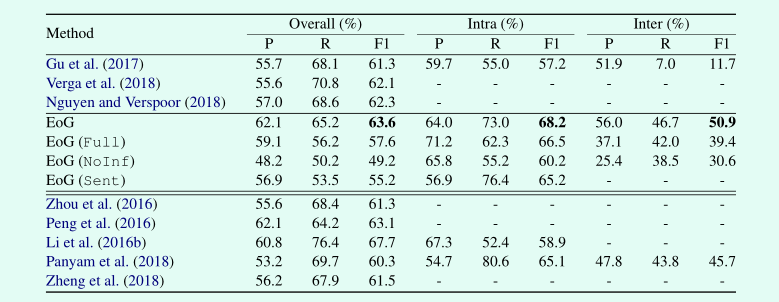 Method Overall (%) Intra (%) Inter (%)
P R F1 P R F1 P R F1
Gu et al. (2017) 55.7 68.1 61.3 59.7 55.0 57.2 51.9 7.0 11.7
Verga et al. (2018) 55.6 70.8 62.1 - - - - - -
Nguyen and Verspoor (2018) 57.0 68.6 62.3 - - - - - -
EoG 62.1 65.2 63.6 64.0 73.0 68.2 56.0 46.7 50.9
EoG (Full) 59.1 56.2 57.6 71.2 62.3 66.5 37.1 42.0 39.4
EoG (NoInf) 48.2 50.2 49.2 65.8 55.2 60.2 25.4 38.5 30.6
EoG (Sent) 56.9 53.5 55.2 56.9 76.4 65.2 - - -
Zhou et al. (2016) 55.6 68.4 61.3 - - - - - -
Peng et al. (2016) 62.1 64.2 63.1 - - - - - -
Li et al. (2016b) 60.8 76.4 67.7 67.3 52.4 58.9 - - -
Panyam et al. (2018) 53.2 69.7 60.3 54.7 80.6 65.1 47.8 43.8 45.7
Zheng et al. (2018) 56.2 67.9 61.5 - - - - - -